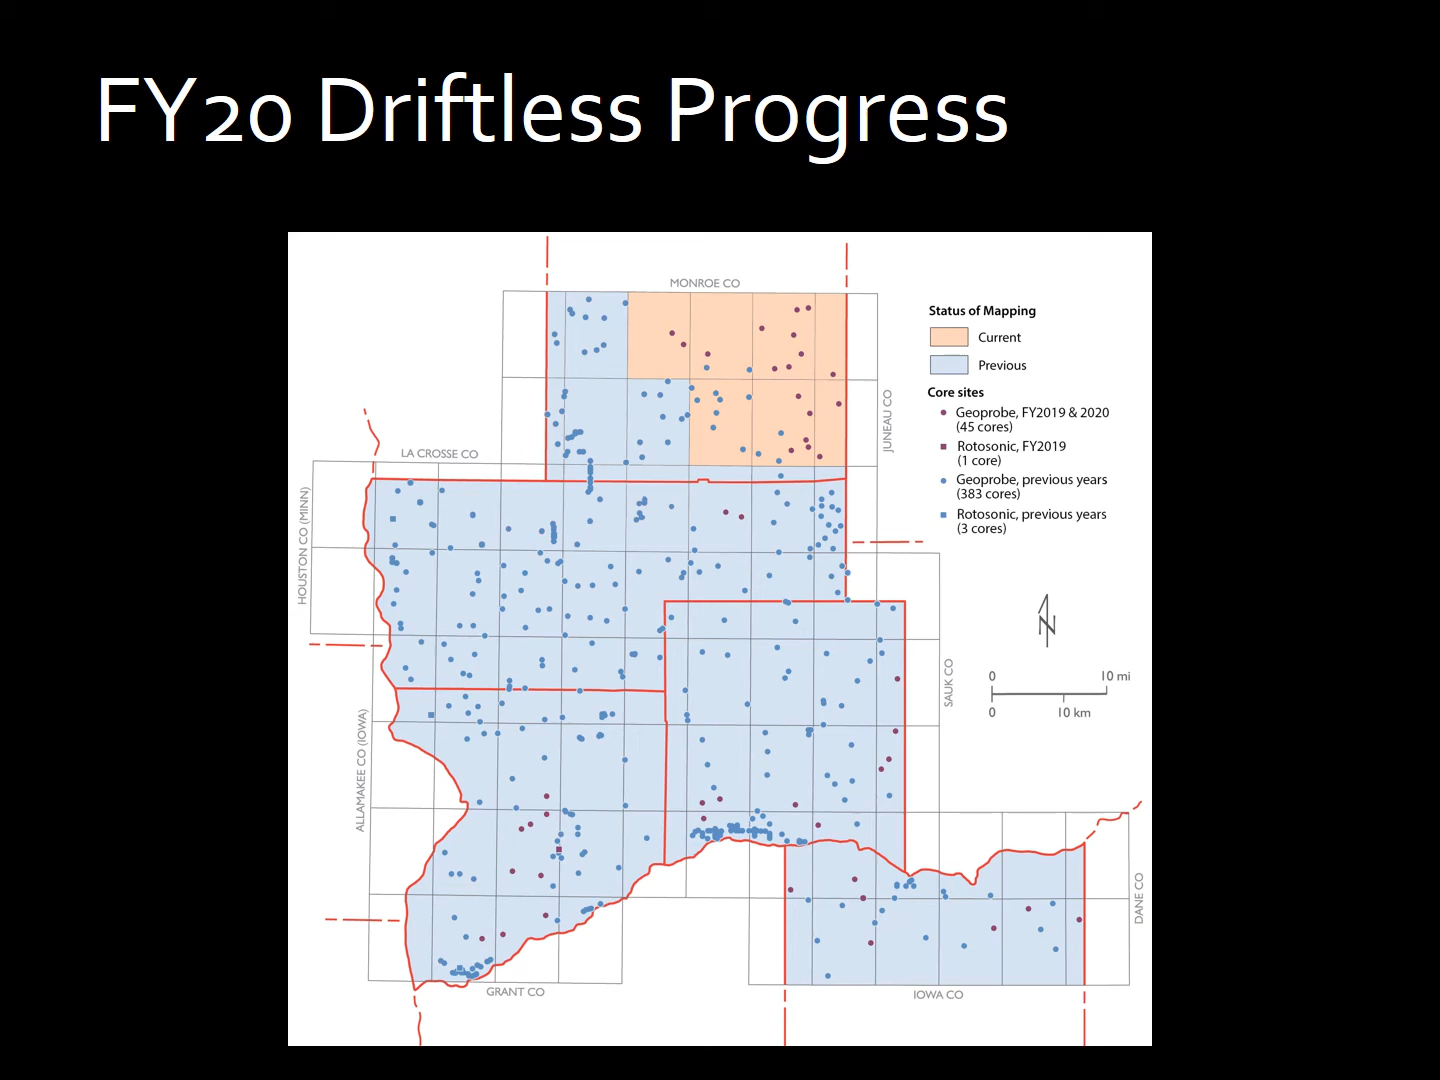 FY20 Driftless Progress
MONROE CO
Status of Mapping
Current
Previous
Core sites
Geoprobe, FY2019 & 2020
(45 cores)
Rotosonic, FY2019
(1 core)
Geoprobe, previous years
(383 cores)
Rotosonic, previous years
(3 cores)
JUNEAU CO
LA CROSSE CO
HOUSTON CO (MINN)
N
0 10 mi
0 10 km
SAUK CO
ALLAMAKEE CO (IOWA)
DANE CO
GRANT CO
IOWA CO